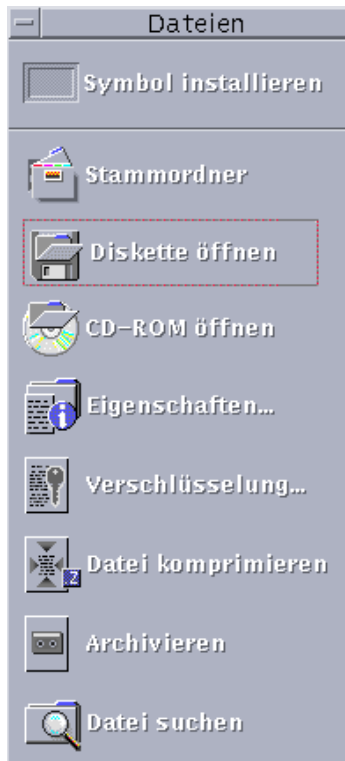 Dateien
Symbol installieren
Stammordner
Diskette öffnen
CD-ROM öffnen
Eigenschaften...
Verschlüsselung...
Datei komprimieren
.Z
Archivieren
Datei suchen